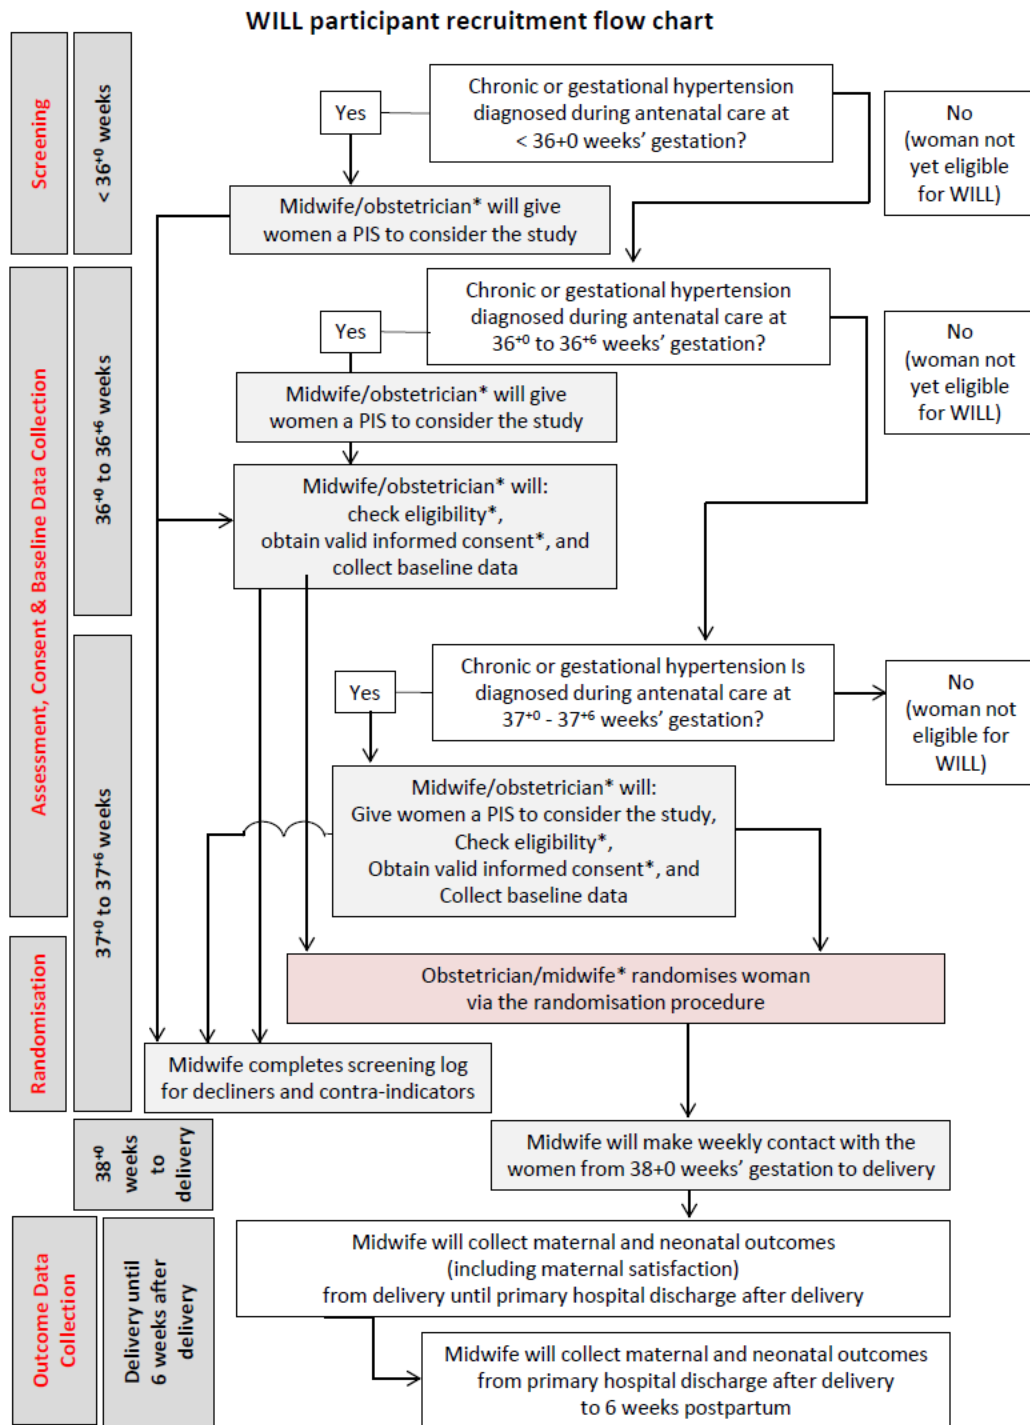 WILL participant recruitment flow chart
Screening
< 36⁺⁰ weeks
Chronic or gestational hypertension
diagnosed during antenatal care at
< 36+0 weeks’ gestation?
Yes
No
(woman not
yet eligible
for WILL)
Midwife/obstetrician* will give
women a PIS to consider the study
Assessment, Consent & Baseline Data Collection
36⁺⁰ to 36⁺⁶ weeks
Chronic or gestational hypertension
diagnosed during antenatal care at
36⁺⁰ to 36⁺⁶ weeks’ gestation?
Yes
No
(woman not
yet eligible
for WILL)
Midwife/obstetrician* will give
women a PIS to consider the study
Midwife/obstetrician* will:
check eligibility*,
obtain valid informed consent*, and
collect baseline data
37⁺⁰ to 37⁺⁶ weeks
Chronic or gestational hypertension Is
diagnosed during antenatal care at
37⁺⁰ - 37⁺⁶ weeks’ gestation?
Yes
No
(woman not
eligible for
WILL)
Midwife/obstetrician* will:
Give women a PIS to consider the study,
Check eligibility*,
Obtain valid informed consent*, and
Collect baseline data
Randomisation
Obstetrician/midwife* randomises woman
via the randomisation procedure
Midwife completes screening log
for decliners and contra-indicators
38⁺⁰
weeks
to
delivery
Midwife will make weekly contact with the
women from 38+0 weeks’ gestation to delivery
Outcome Data
Collection
Delivery until
6 weeks after
delivery
Midwife will collect maternal and neonatal outcomes
(including maternal satisfaction)
from delivery until primary hospital discharge after delivery
Midwife will collect maternal and neonatal outcomes
from primary hospital discharge after delivery
to 6 weeks postpartum